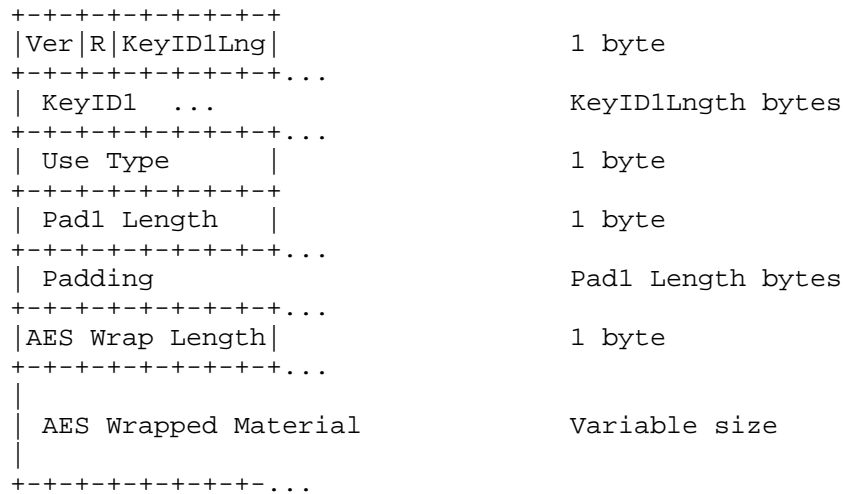 +-+-+-+-+-+-+-+-+
|Ver|R|KeyID1Lng| 1 byte
+-+-+-+-+-+-+-+-+...
| KeyID1 ... KeyID1Lngth bytes
+-+-+-+-+-+-+-+-+...
| Use Type | 1 byte
+-+-+-+-+-+-+-+-+
| Pad1 Length | 1 byte
+-+-+-+-+-+-+-+-+...
| Padding Pad1 Length bytes
+-+-+-+-+-+-+-+-+...
|AES Wrap Length| 1 byte
+-+-+-+-+-+-+-+-+...
|
| AES Wrapped Material Variable size
|
+-+-+-+-+-+-+-+-...